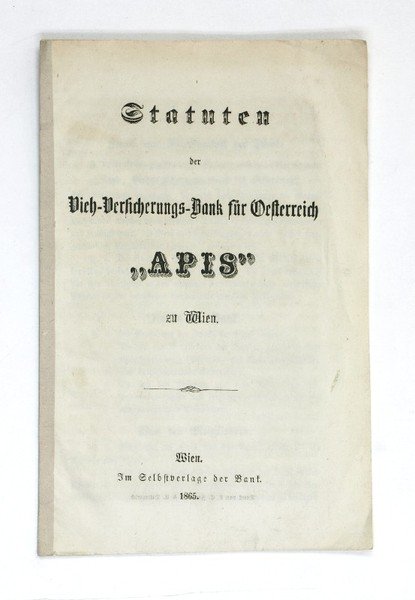 Statuten
der
Vieh-Versicherungs-Bank für Oesterreich
„APIS”
zu Wien.
Wien.
Im Selbstverlage der Bank.
1865.